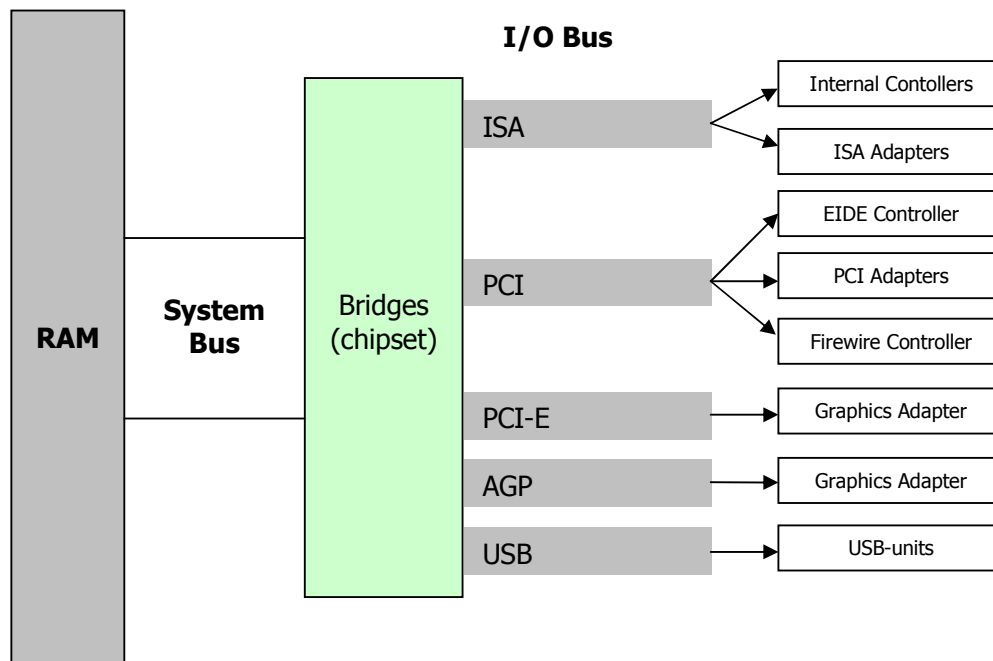 I/O Bus
RAM
System
Bus
Bridges
(chipset)
ISA
Internal Contollers
ISA Adapters
PCI
EIDE Controller
PCI Adapters
Firewire Controller
PCI-E
Graphics Adapter
AGP
Graphics Adapter
USB
USB-units